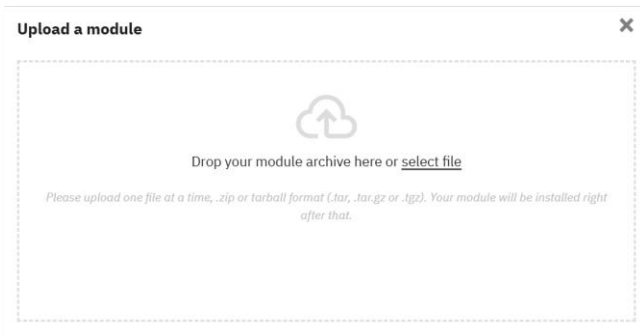 Upload a module
Drop your module archive here or select file
Please upload one file at a time, .zip or tarball format (.tar, .tar.gz or .tgz). Your module will be installed right
after that.